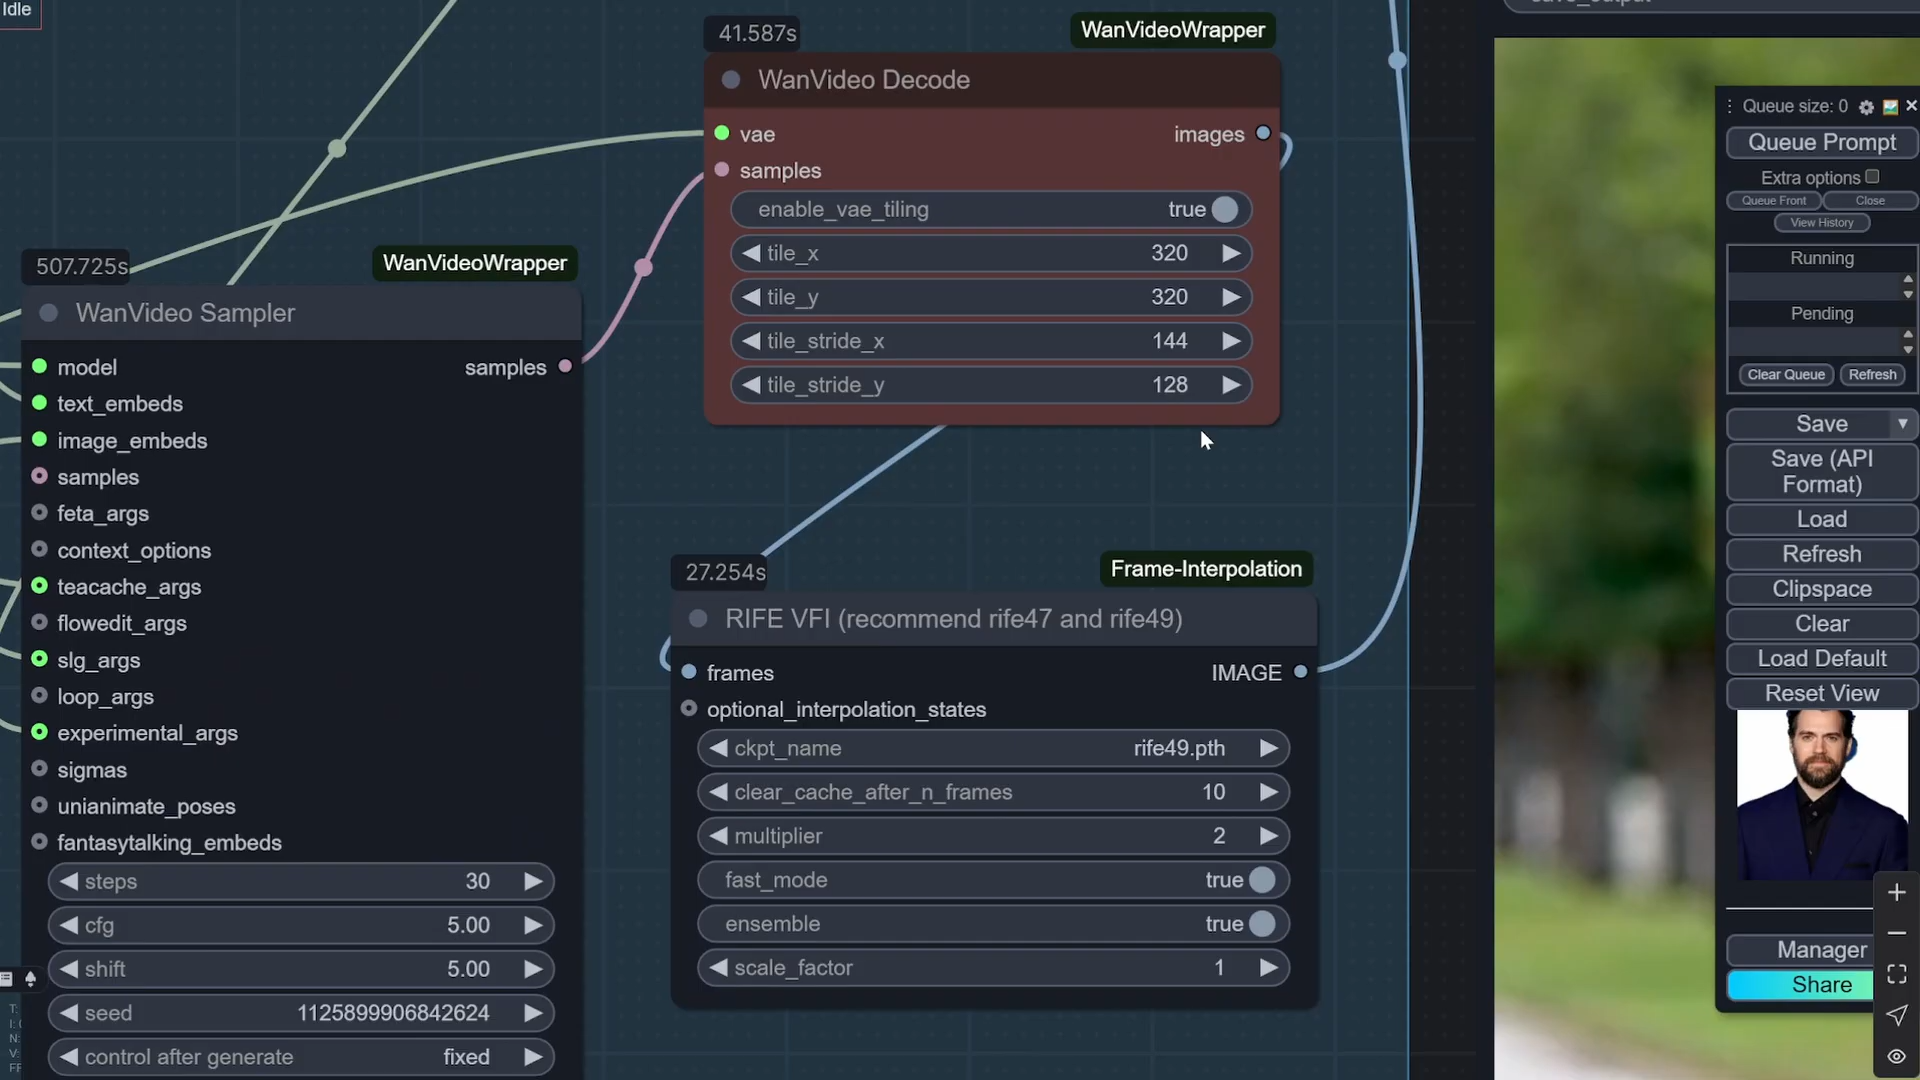 Idle
41.587s
WanVideoWrapper
WanVideo Decode
vae
images
samples
enable_vae_tiling true
tile_x 320
tile_y 320
tile_stride_x 144
tile_stride_y 128
507.725s
WanVideoWrapper
WanVideo Sampler
model
samples
text_embeds
image_embeds
samples
feta_args
context_options
teacache_args
flowedit_args
slg_args
loop_args
experimental_args
sigmas
unianimate_poses
fantasytalking_embeds
steps 30
cfg 5.00
shift 5.00
seed 1125899906842624
control after generate fixed
27.254s
Frame-Interpolation
RIFE VFI (recommend rife47 and rife49)
frames
IMAGE
optional_interpolation_states
ckpt_name rife49.pth
clear_cache_after_n_frames 10
multiplier 2
fast_mode true
ensemble true
scale_factor 1
Queue size: 0
Queue Prompt
Extra options
Queue Front
Close
View History
Running
Pending
Clear Queue
Refresh
Save
Save (API
Format)
Load
Refresh
Clipspace
Clear
Load Default
Reset View
Manager
Share